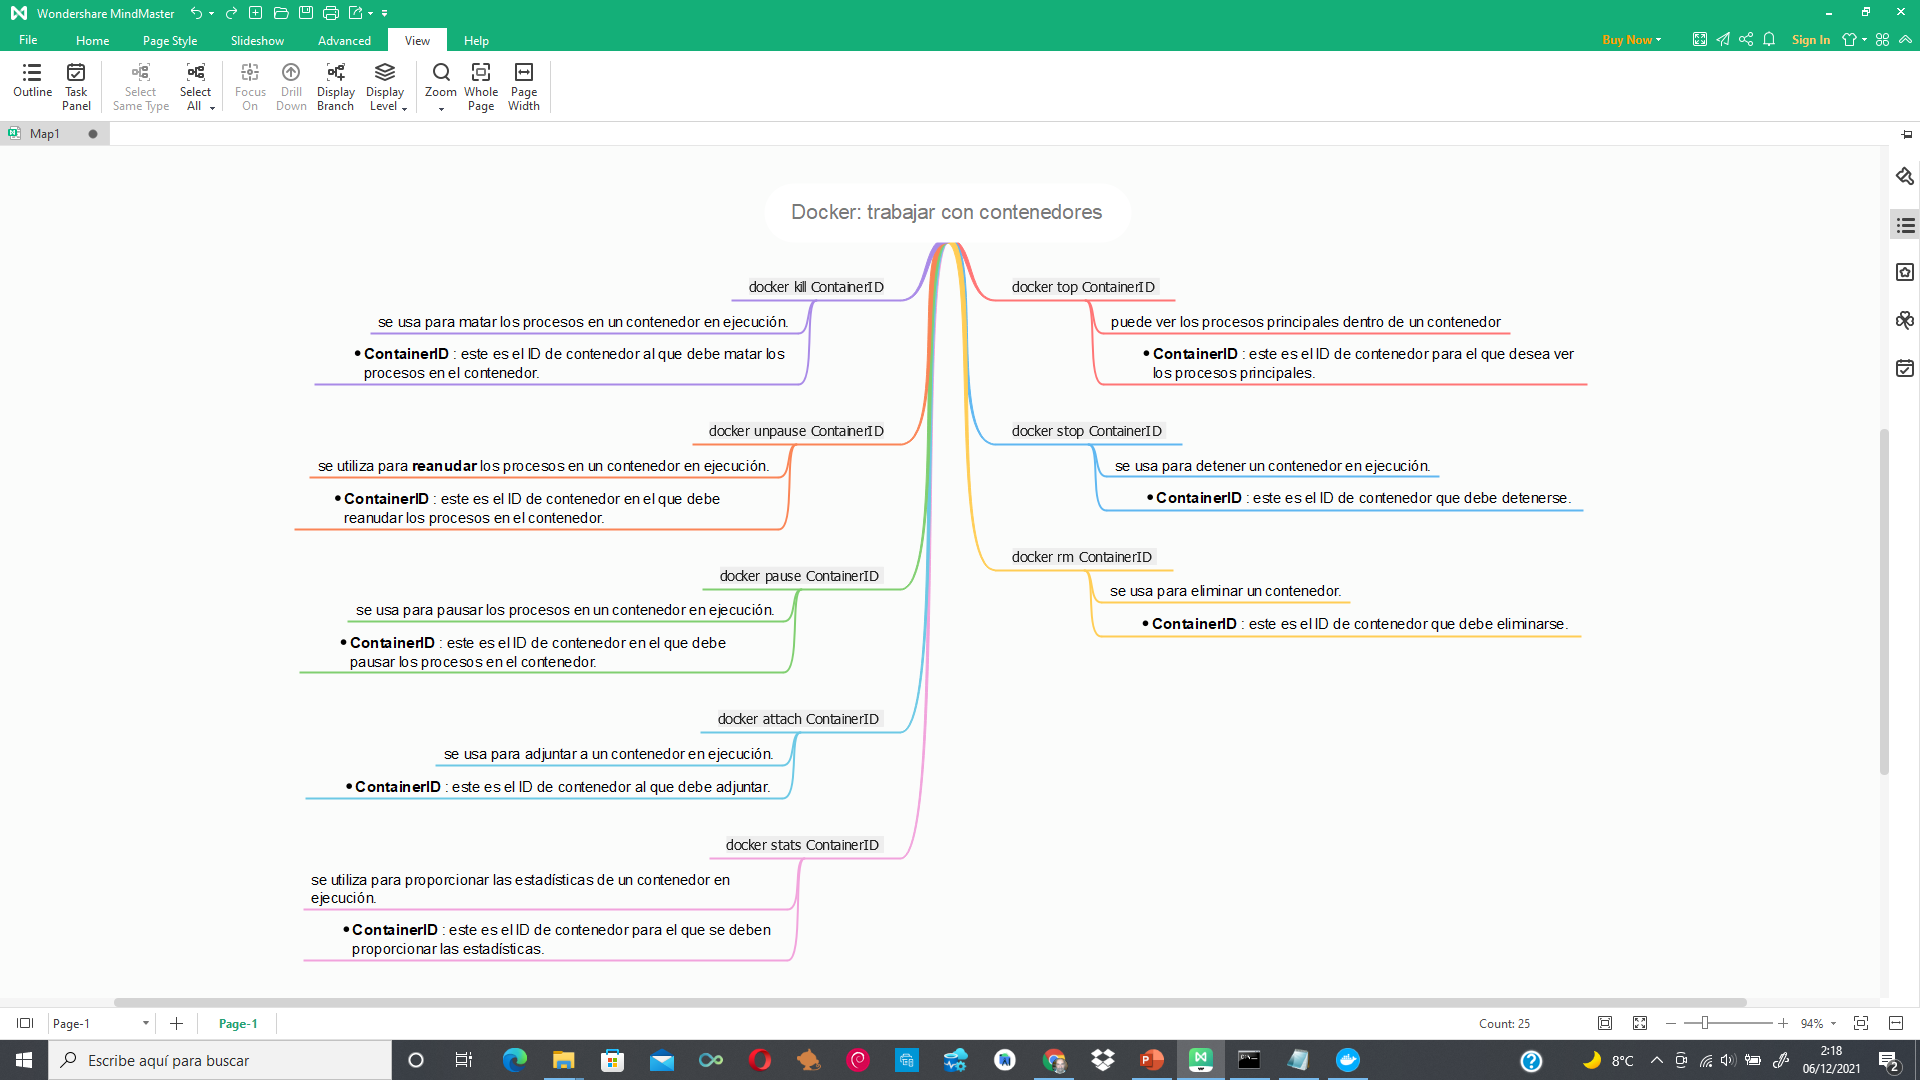 Wondershare MindMaster
File
Home
Page Style
Slideshow
Advanced
View
Help
Buy Now
Sign In
Outline
Task
Panel
Select
Same Type
Select
All
Focus
On
Drill
Down
Display
Branch
Display
Level
Zoom
Whole
Page
Page
Width
Map1
Docker: trabajar con contenedores
docker kill ContainerID
se usa para matar los procesos en un contenedor en ejecución.
• ContainerID : este es el ID de contenedor al que debe matar los
procesos en el contenedor.
docker unpause ContainerID
se utiliza para reanudar los procesos en un contenedor en ejecución.
• ContainerID : este es el ID de contenedor en el que debe
reanudar los procesos en el contenedor.
docker pause ContainerID
se usa para pausar los procesos en un contenedor en ejecución.
• ContainerID : este es el ID de contenedor en el que debe
pausar los procesos en el contenedor.
docker attach ContainerID
se usa para adjuntar a un contenedor en ejecución.
• ContainerID : este es el ID de contenedor al que debe adjuntar.
docker stats ContainerID
se utiliza para proporcionar las estadísticas de un contenedor en
ejecución.
• ContainerID : este es el ID de contenedor para el que se deben
proporcionar las estadísticas.
docker top ContainerID
puede ver los procesos principales dentro de un contenedor
• ContainerID : este es el ID de contenedor para el que desea ver
los procesos principales.
docker stop ContainerID
se usa para detener un contenedor en ejecución.
• ContainerID : este es el ID de contenedor que debe detenerse.
docker rm ContainerID
se usa para eliminar un contenedor.
• ContainerID : este es el ID de contenedor que debe eliminarse.
Page-1
Page-1
Count: 25
94%
Escribe aquí para buscar
8°C
2:18
06/12/2021
2